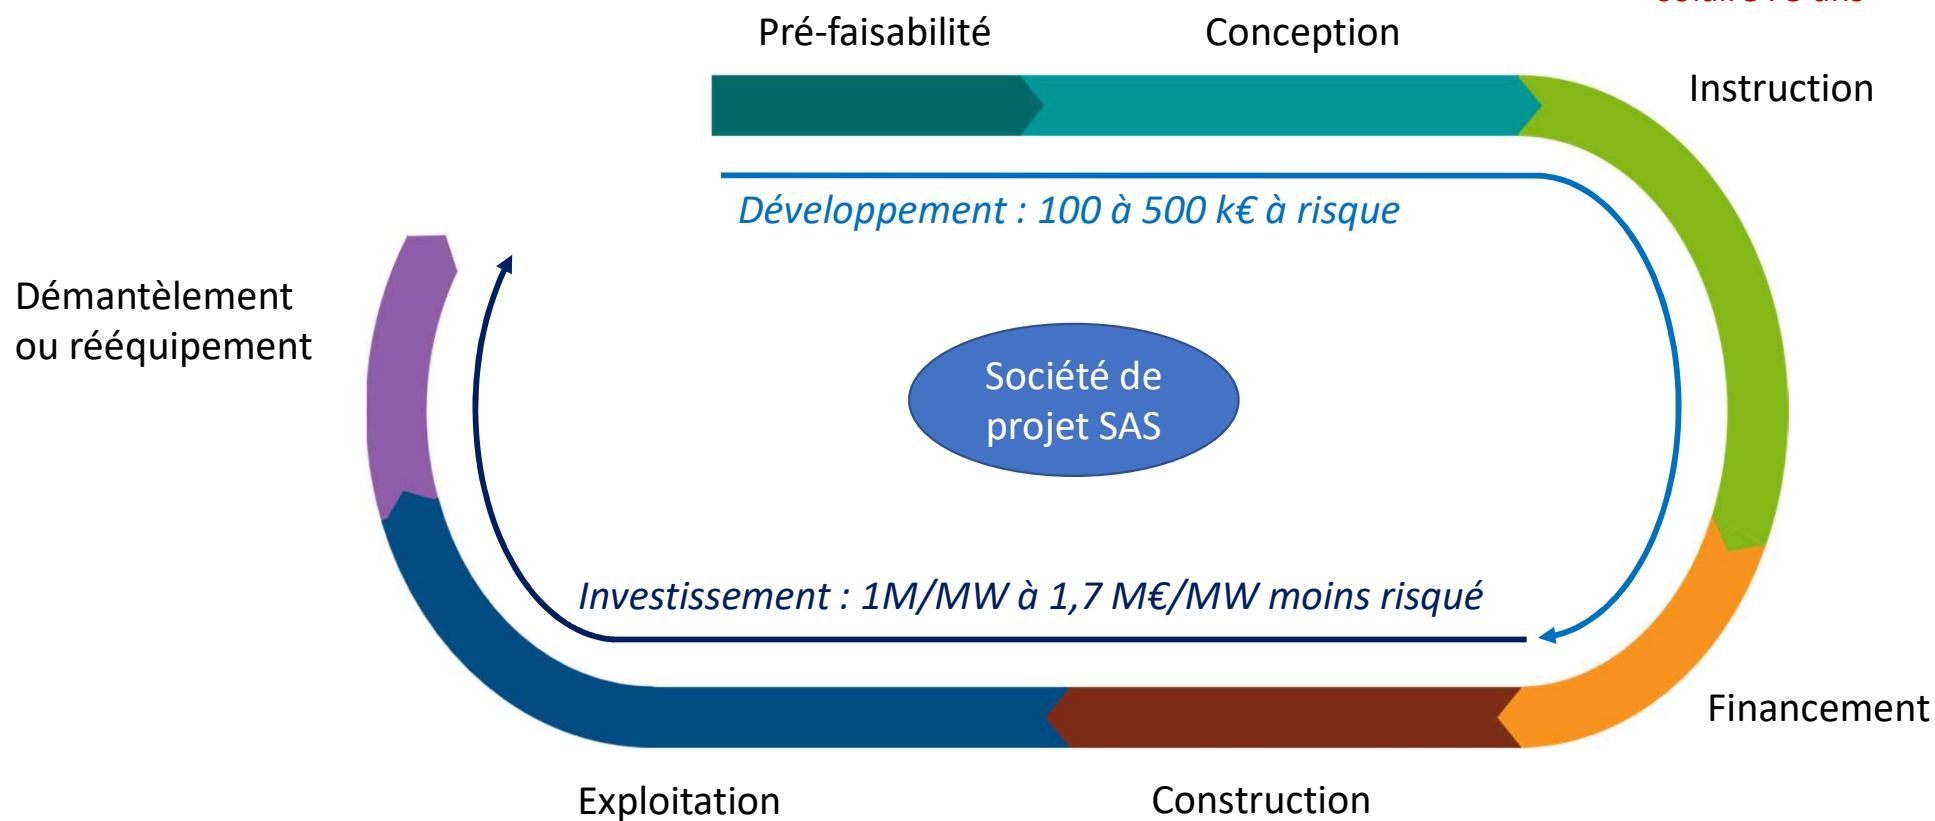 Pré-faisabilité
Conception
Instruction
Développement : 100 à 500 k€ à risque
Démantèlement
ou rééquipement
Société de
projet SAS
Investissement : 1M/MW à 1,7 M€/MW moins risqué
Financement
Exploitation
Construction